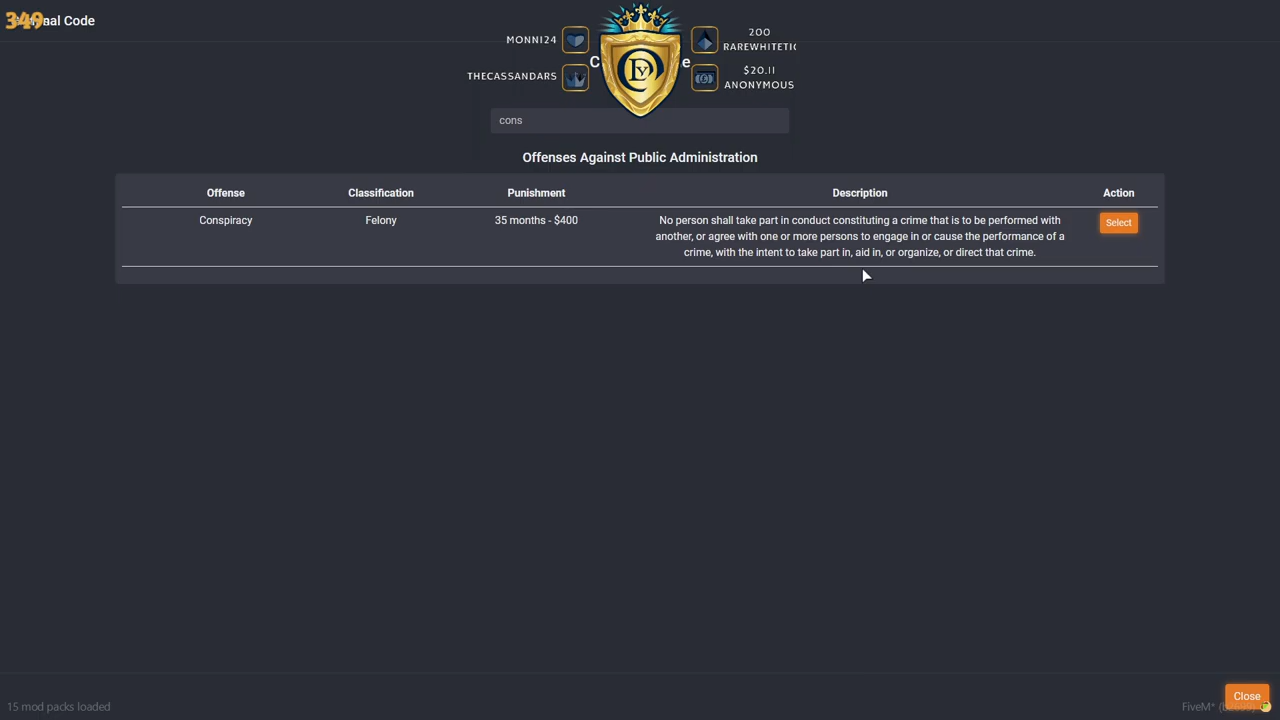 349
nal Code
MONNI24
200
RAREWHITETIC
THECASSANDARS
$20.11
ANONYMOUS
cons
Offenses Against Public Administration
Offense Classification Punishment Description Action
Conspiracy Felony 35 months - $400 No person shall take part in conduct constituting a crime that is to be performed with Select
another, or agree with one or more persons to engage in or cause the performance of a
crime, with the intent to take part in, aid in, or organize, or direct that crime.
Close
15 mod packs loaded
FiveM*